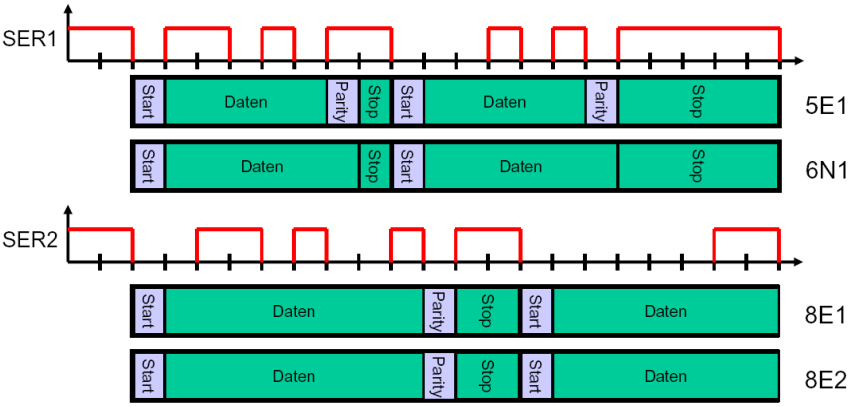 SER1
Start Daten Parity Stop Start Daten Parity Stop 5E1
Start Daten Stop Start Daten Stop 6N1
SER2
Start Daten Parity Stop Start Daten 8E1
Start Daten Parity Stop Start Daten 8E2